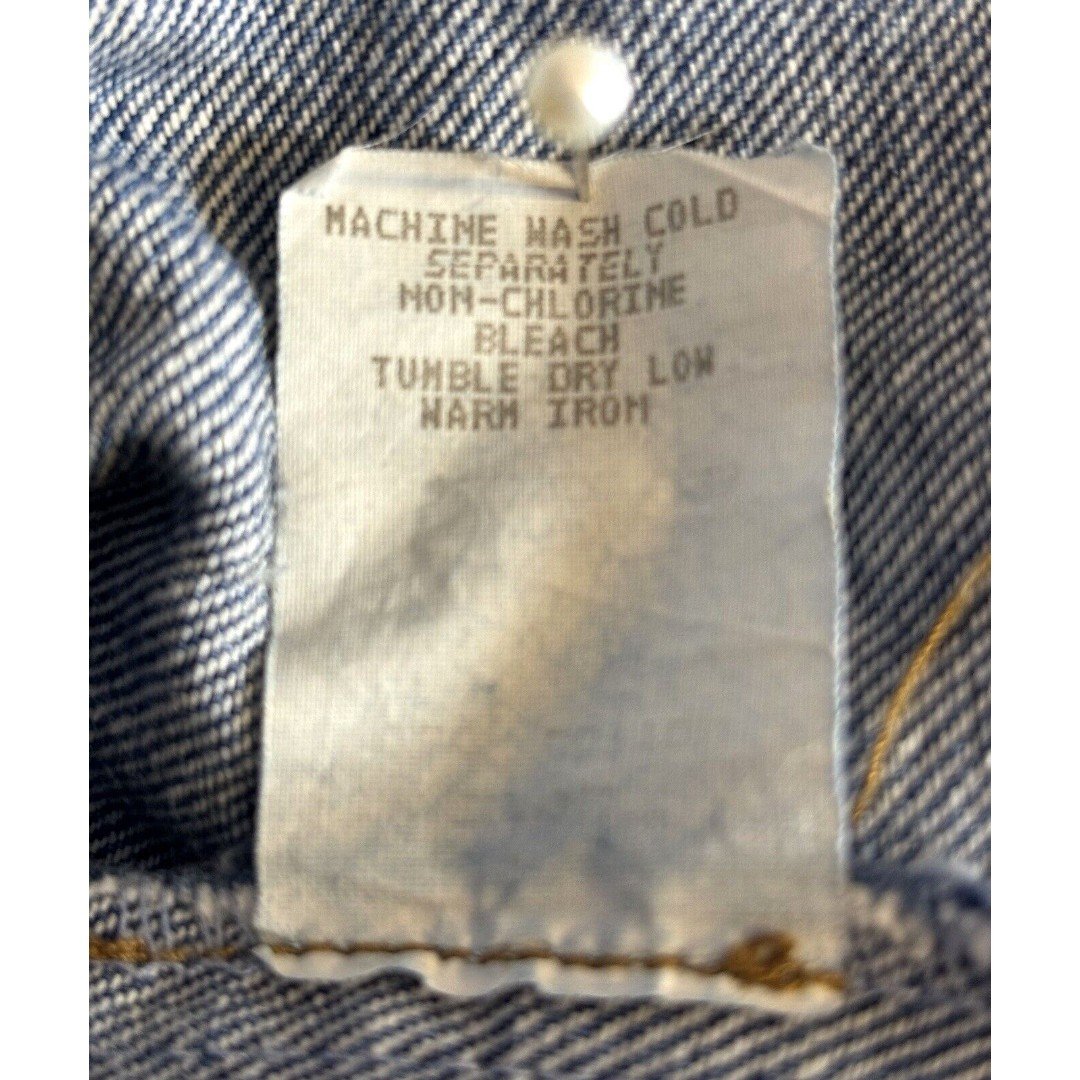 MACHINE WASH COLD
SEPARATELY
NON-CHLORINE
BLEACH
TUMBLE DRY LOW
WARM IRON